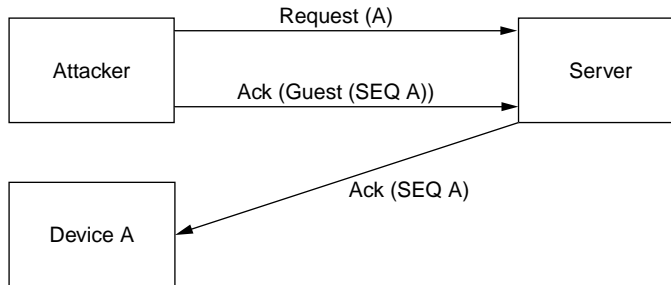 Request (A)
Attacker
Server
Ack (Guest (SEQ A))
Ack (SEQ A)
Device A